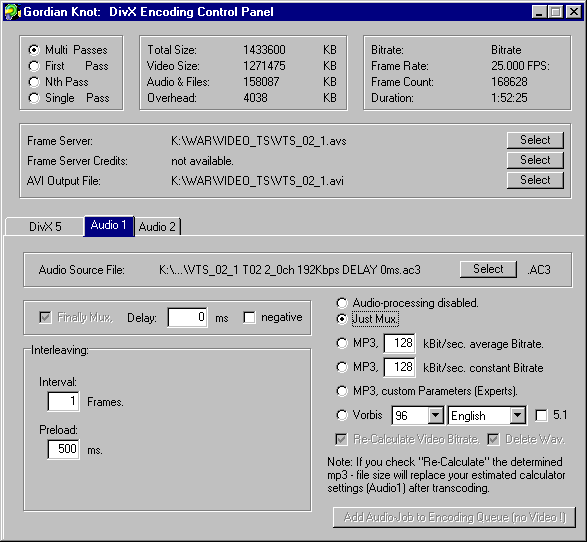 Gordian Knot: DivX Encoding Control Panel
Multi Passes
First Pass
Nth Pass
Single Pass
Total Size: 1433600 KB
Video Size: 1271475 KB
Audio & Files: 158087 KB
Overhead: 4038 KB
Bitrate: Bitrate
Frame Rate: 25.000 FPS:
Frame Count: 168628
Duration: 1:52:25
Frame Server: K:\WAR\VIDEO_TS\VTS_02_1.avs Select
Frame Server Credits: not available. Select
AVI Output File: K:\WAR\VIDEO_TS\VTS_02_1.avi Select
DivX 5 Audio 1 Audio 2
Audio Source File: K:\...\VTS_02_1 T02 2_0ch 192Kbps DELAY 0ms.ac3 Select .AC3
Finally Mux. Delay: 0 ms negative
Interleaving:
Interval:
1 Frames.
Preload:
500 ms.
Audio-processing disabled.
Just Mux.
MP3, 128 kBit/sec. average Bitrate.
MP3, 128 kBit/sec. constant Bitrate
MP3, custom Parameters (Experts).
Vorbis 96 English 5.1
Re-Calculate Video Bitrate. Delete Wav.
Note: If you check "Re-Calculate" the determined
mp3 - file size will replace your estimated calculator
settings (Audio1) after transcoding.
Add Audio-Job to Encoding Queue (no Video !)